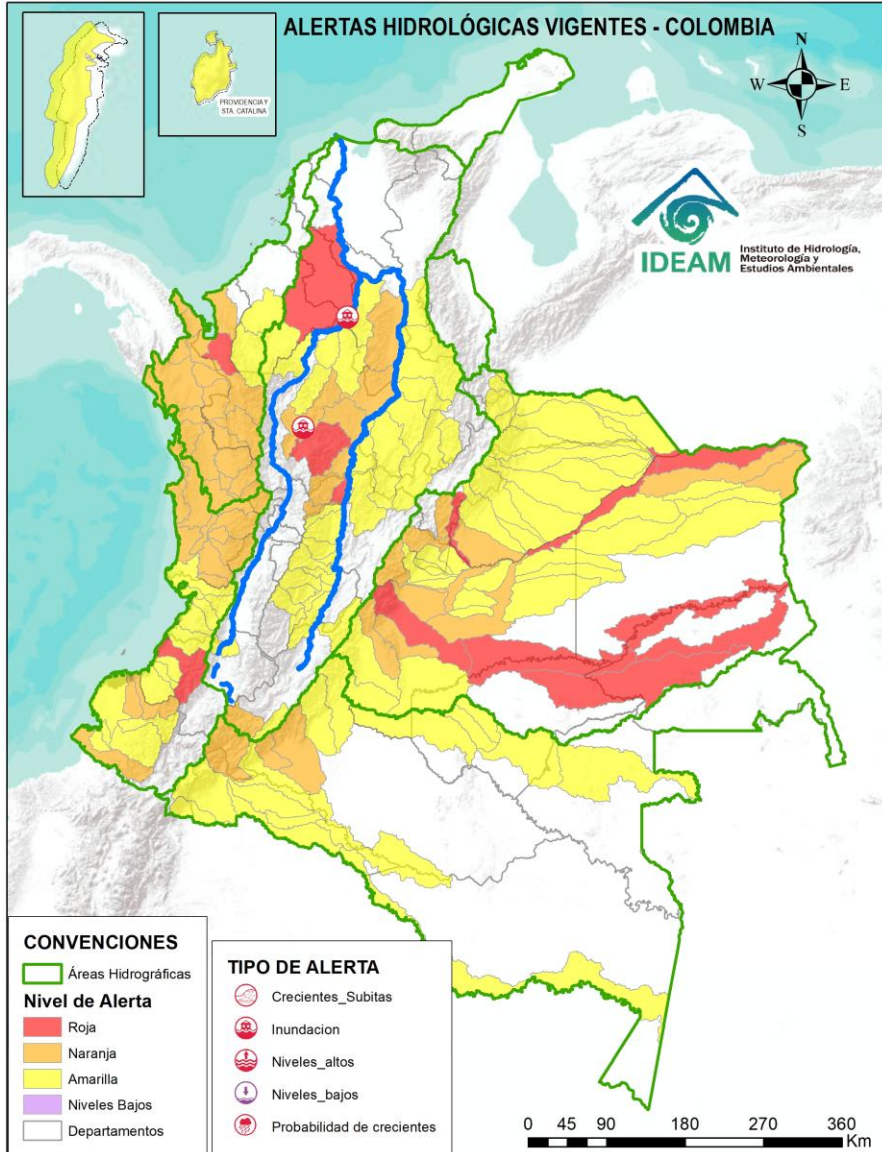 ALERTAS HIDROLÓGICAS VIGENTES - COLOMBIA
N
W
E
S
PROVIDENCIA Y
STA. CATALINA
IDEAM
Instituto de Hidrología,
Meteorología y
Estudios Ambientales
CONVENCIONES
Áreas Hidrográficas
Nivel de Alerta
Roja
Naranja
Amarilla
Niveles Bajos
Departamentos
TIPO DE ALERTA
Crecientes_Subitas
Inundacion
Niveles_altos
Niveles_bajos
Probabilidad de crecientes
0 45 90 180 270 360
Km